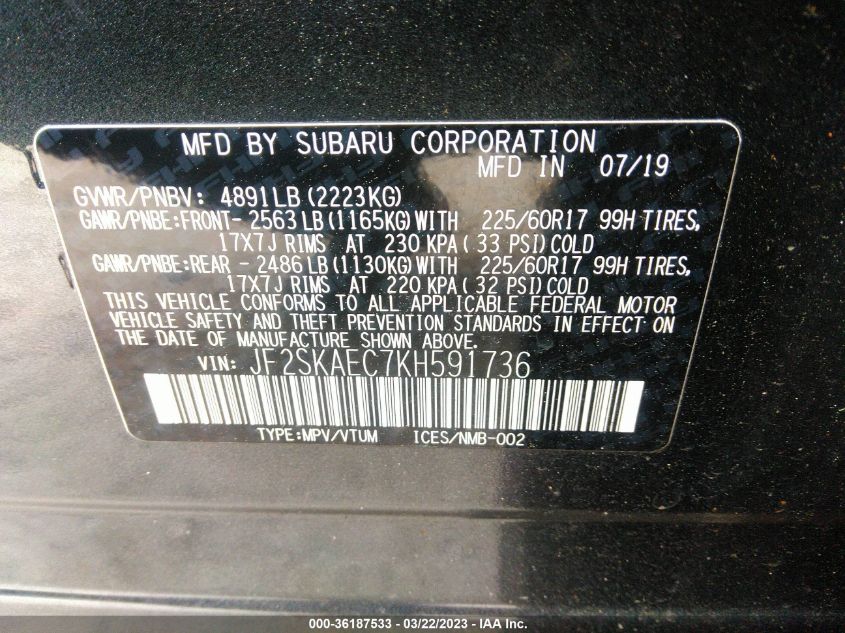 MFD BY SUBARU CORPORATION
MFD IN 07/19
GVWR/PNBV: 4891LB (2223KG)
GAWR/PNBE:FRONT- 2563 LB (1165KG) WITH 225/60R17 99H TIRES,
17X7J RIMS AT 230 KPA ( 33 PSI) COLD
GAWR/PNBE:REAR - 2486 LB (1130KG) WITH 225/60R17 99H TIRES,
17X7J RIMS AT 220 KPA ( 32 PSI) COLD
THIS VEHICLE CONFORMS TO ALL APPLICABLE FEDERAL MOTOR
VEHICLE SAFETY AND THEFT PREVENTION STANDARDS IN EFFECT ON
THE DATE OF MANUFACTURE SHOWN ABOVE.
VIN: JF2SKAEC7KH591736
TYPE:MPV/VTUM ICES/NMB-002
000-36187533 - 03/22/2023 - IAA Inc.